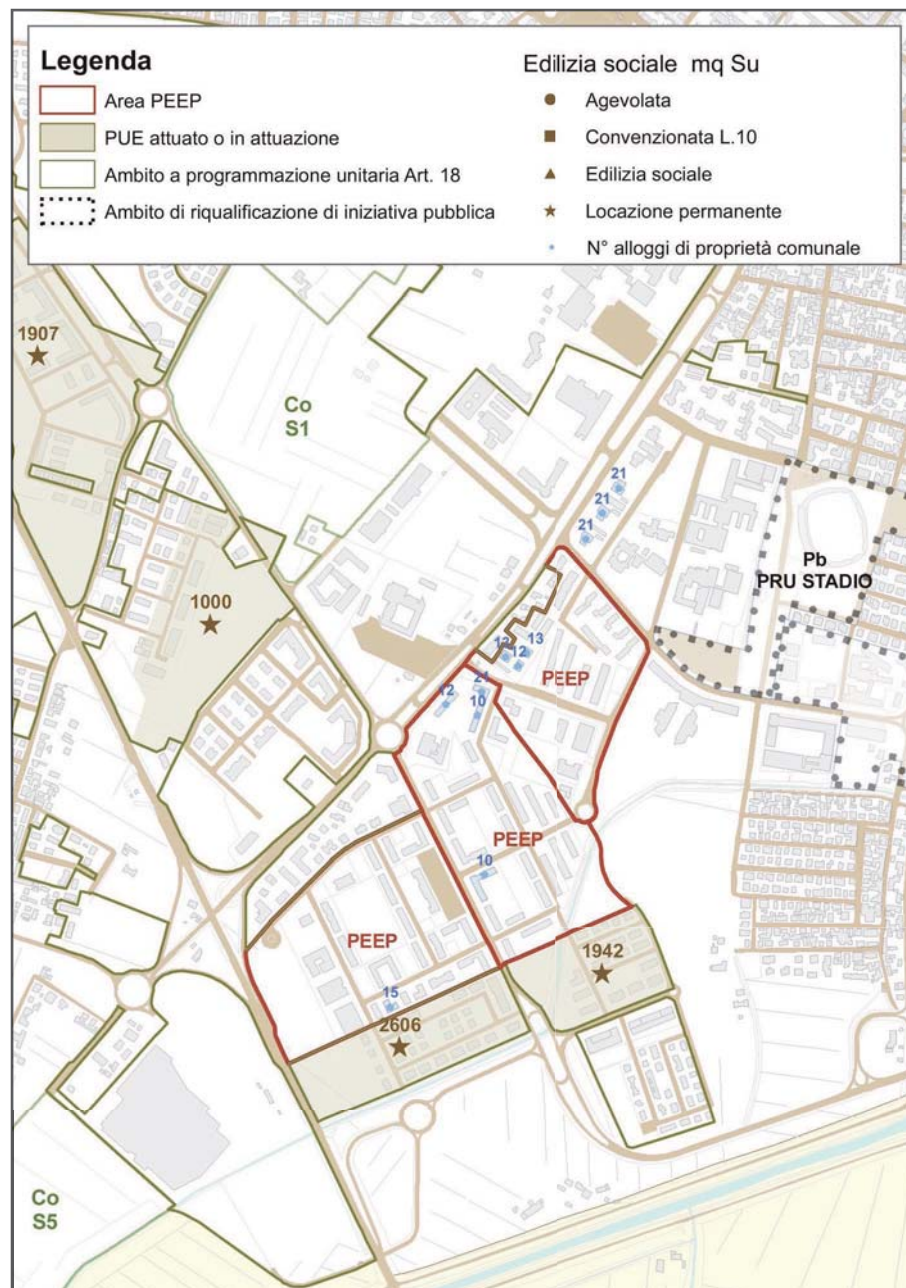 Legenda
Area PEEP
PUE attuato o in attuazione
Ambito a programmazione unitaria Art. 18
Ambito di riqualificazione di iniziativa pubblica
Edilizia sociale mq Su
Agevolata
Convenzionata L.10
Edilizia sociale
Locazione permanente
N° alloggi di proprietà comunale
1907
Co
S1
21
21
21
Pb
PRU STADIO
1000
13
12
PEEP
21
10
PEEP
10
PEEP
1942
15
2606
Co
S5